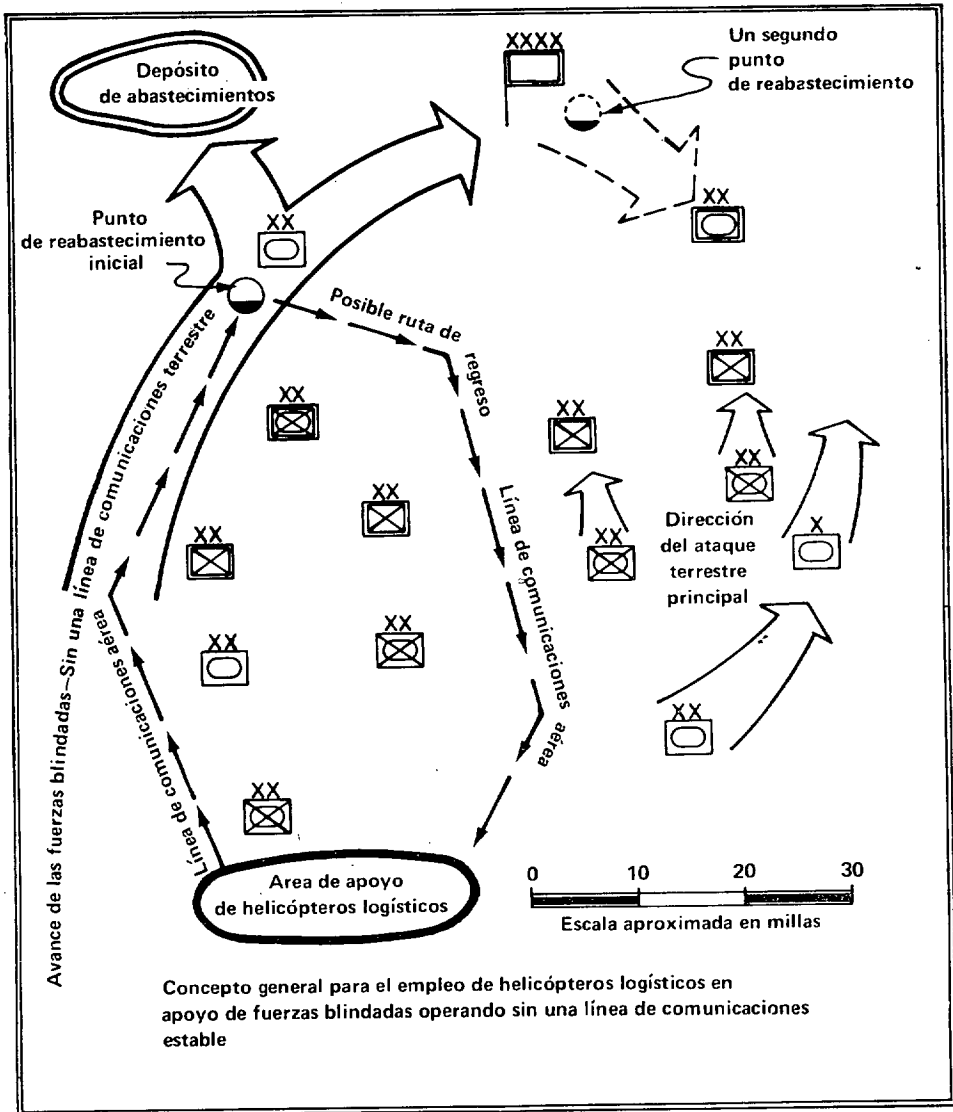 Depósito
de abastecimientos
XXXX
Un segundo
punto
de reabastecimiento
XX
XX
Punto
de reabastecimiento
inicial
Posible ruta de
regreso
Avance de las fuerzas blindadas—Sin una línea de comunicaciones terrestre
XX
XX
XX
XX
XX
Línea de comunicaciones aérea
Dirección
del ataque
terrestre
principal
XX
XX
X
XX
XX
XX
Línea de comunicaciones aérea
XX
XX
Area de apoyo
de helicópteros logísticos
0 10 20 30
Escala aproximada en millas
Concepto general para el empleo de helicópteros logísticos en
apoyo de fuerzas blindadas operando sin una línea de comunicaciones
estable